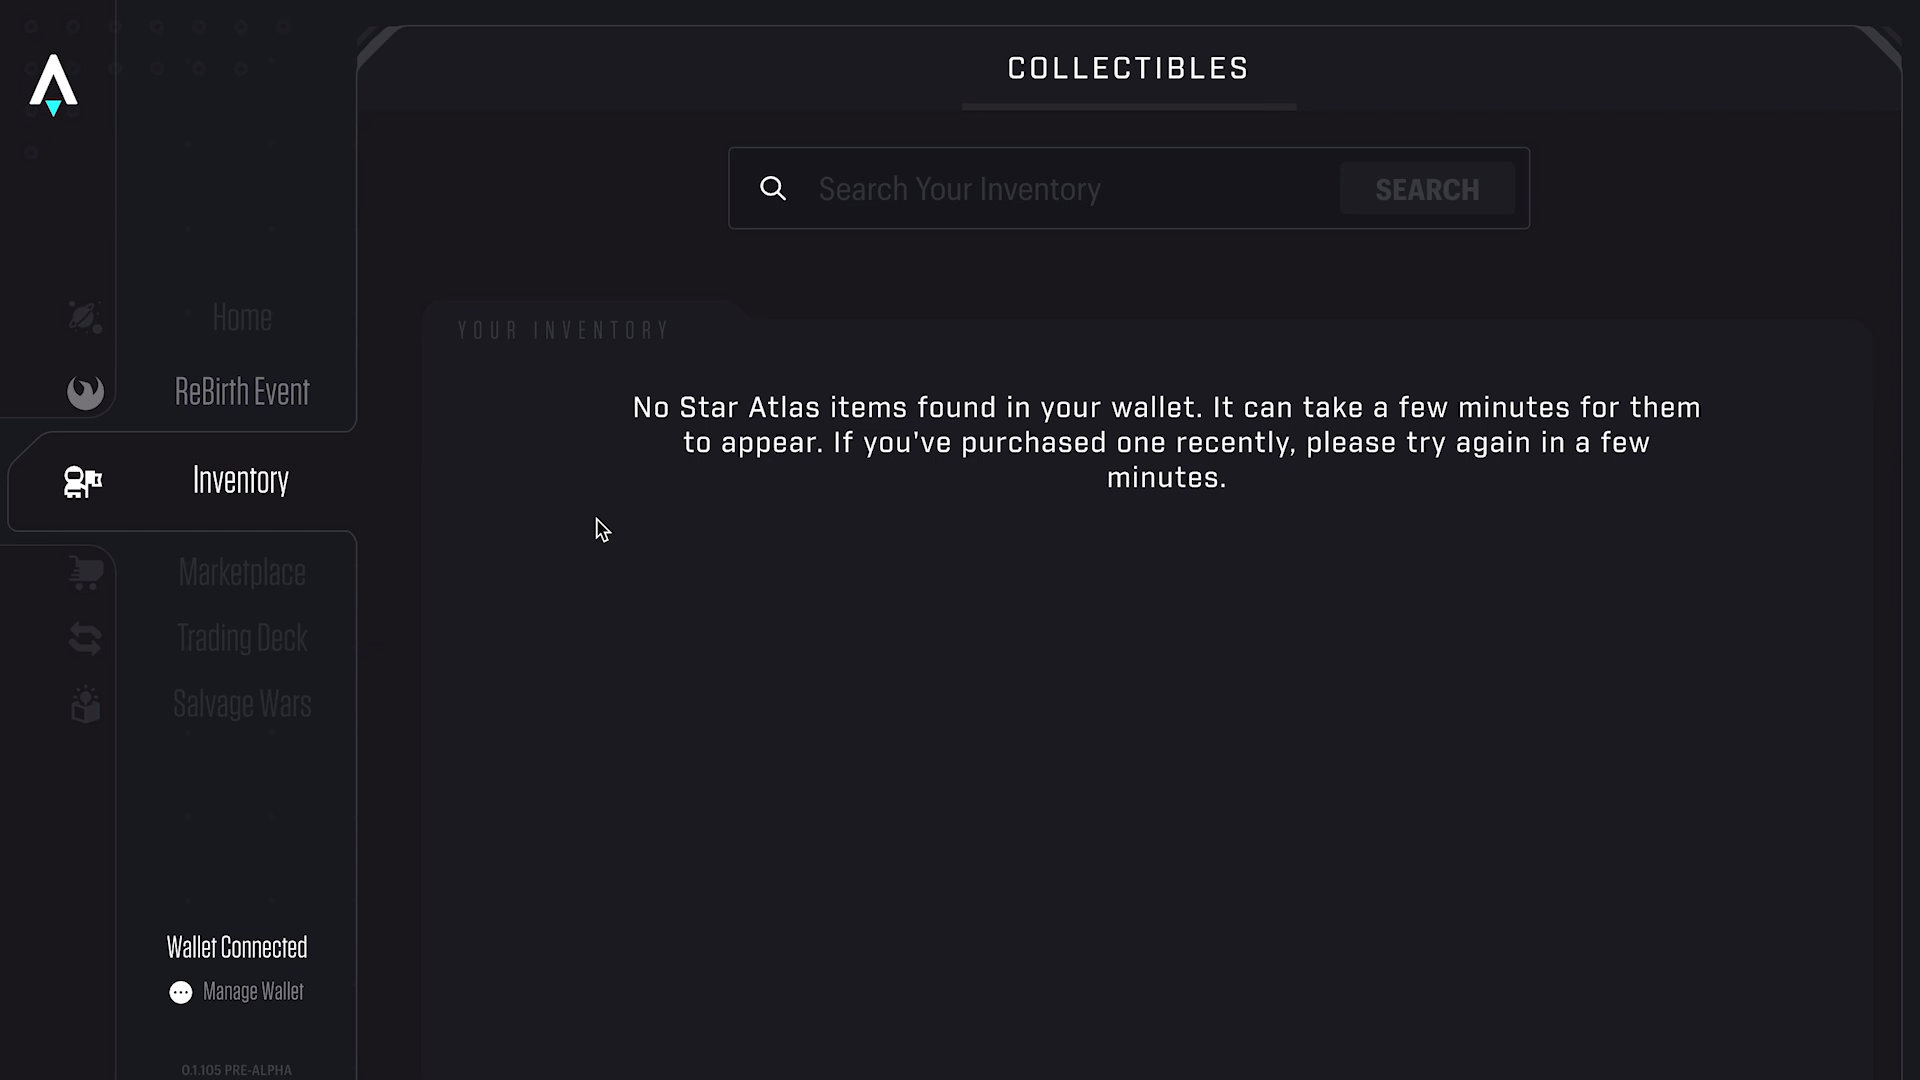 COLLECTIBLES
Search Your Inventory
SEARCH
Home
ReBirth Event
Inventory
Marketplace
Trading Deck
Salvage Wars
YOUR INVENTORY
No Star Atlas items found in your wallet. It can take a few minutes for them
to appear. If you've purchased one recently, please try again in a few
minutes.
Wallet Connected
Manage Wallet
0.1.105 PRE-ALPHA